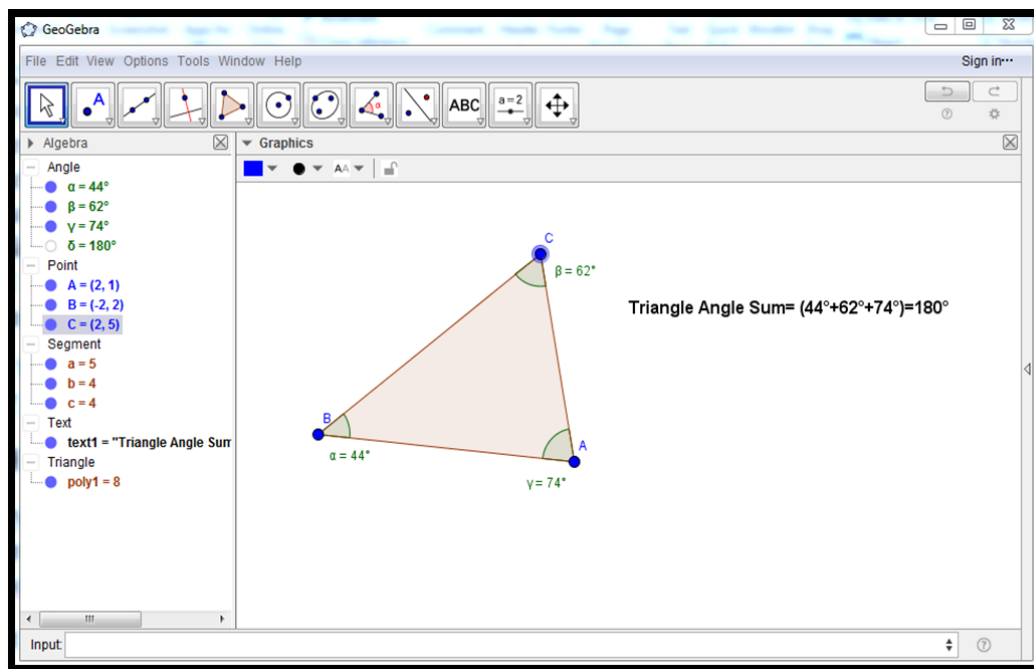 GeoGebra
File Edit View Options Tools Window Help
Sign in...
A
α
ABC
a=2
Algebra
Graphics
AA
Angle
α = 44°
β = 62°
γ = 74°
δ = 180°
Point
A = (2, 1)
B = (-2, 2)
C = (2, 5)
Segment
a = 5
b = 4
c = 4
Text
text1 = "Triangle Angle Sum
Triangle
poly1 = 8
C
β = 62°
Triangle Angle Sum= (44°+62°+74°)=180°
B
α = 44°
A
γ = 74°
Input: